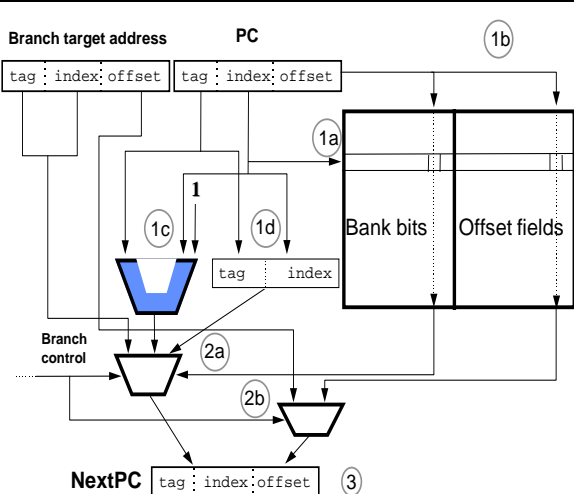 Branch target address
PC
1b
tag index offset
tag index offset
1a
1
1c
1d
Bank bits
Offset fields
tag index
Branch
control
2a
2b
NextPC
tag index offset
3